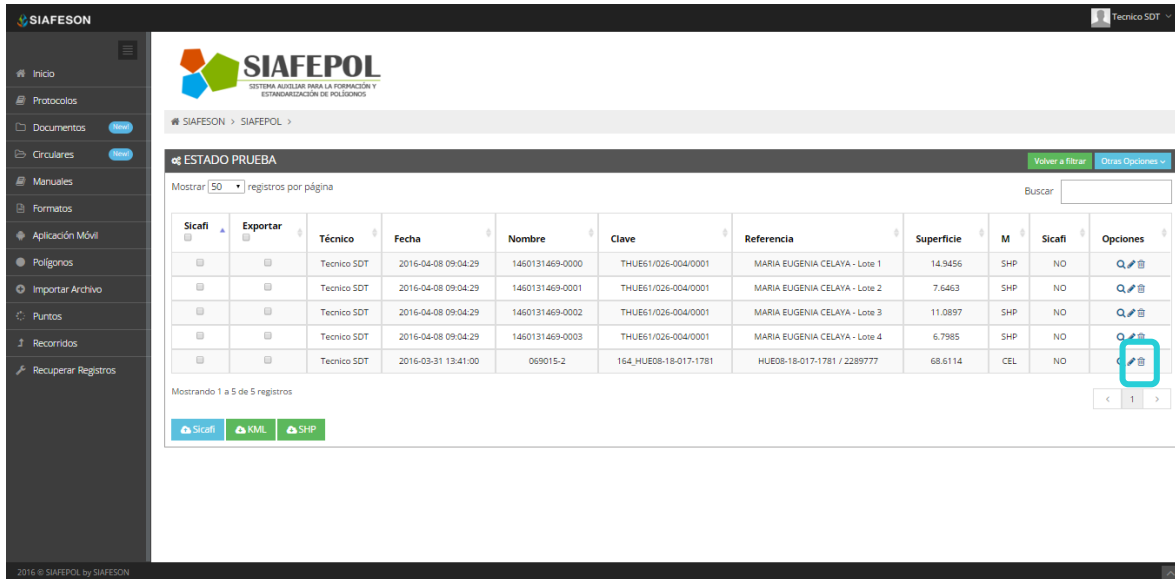 SIAFESON
Tecnico SDT
Inicio
Protocolos
Documentos New!
Circulares New!
Manuales
Formatos
Aplicación Móvil
Polígonos
Importar Archivo
Puntos
Recorridos
Recuperar Registros
SIAFEPOL
SISTEMA AUXILIAR PARA LA FORMACIÓN Y
ESTANDARIZACIÓN DE POLÍGONOS
SIAFESON > SIAFEPOL >
ESTADO PRUEBA
Volver a filtrar Otras Opciones
Mostrar 50 registros por página
Buscar
Sicafi Exportar Técnico Fecha Nombre Clave Referencia Superficie M Sicafi Opciones
Tecnico SDT 2016-04-08 09:04:29 1460131469-0000 THUE61/026-004/0001 MARIA EUGENIA CELAYA - Lote 1 14.9456 SHP NO
Tecnico SDT 2016-04-08 09:04:29 1460131469-0001 THUE61/026-004/0001 MARIA EUGENIA CELAYA - Lote 2 7.6463 SHP NO
Tecnico SDT 2016-04-08 09:04:29 1460131469-0002 THUE61/026-004/0001 MARIA EUGENIA CELAYA - Lote 3 11.0897 SHP NO
Tecnico SDT 2016-04-08 09:04:29 1460131469-0003 THUE61/026-004/0001 MARIA EUGENIA CELAYA - Lote 4 6.7985 SHP NO
Tecnico SDT 2016-03-31 13:41:00 069015-2 164_HUE08-18-017-1781 HUE08-18-017-1781 / 2289777 68.6114 CEL NO
Mostrando 1 a 5 de 5 registros
< 1 >
Sicafi KML SHP
2016 © SIAFEPOL by SIAFESON